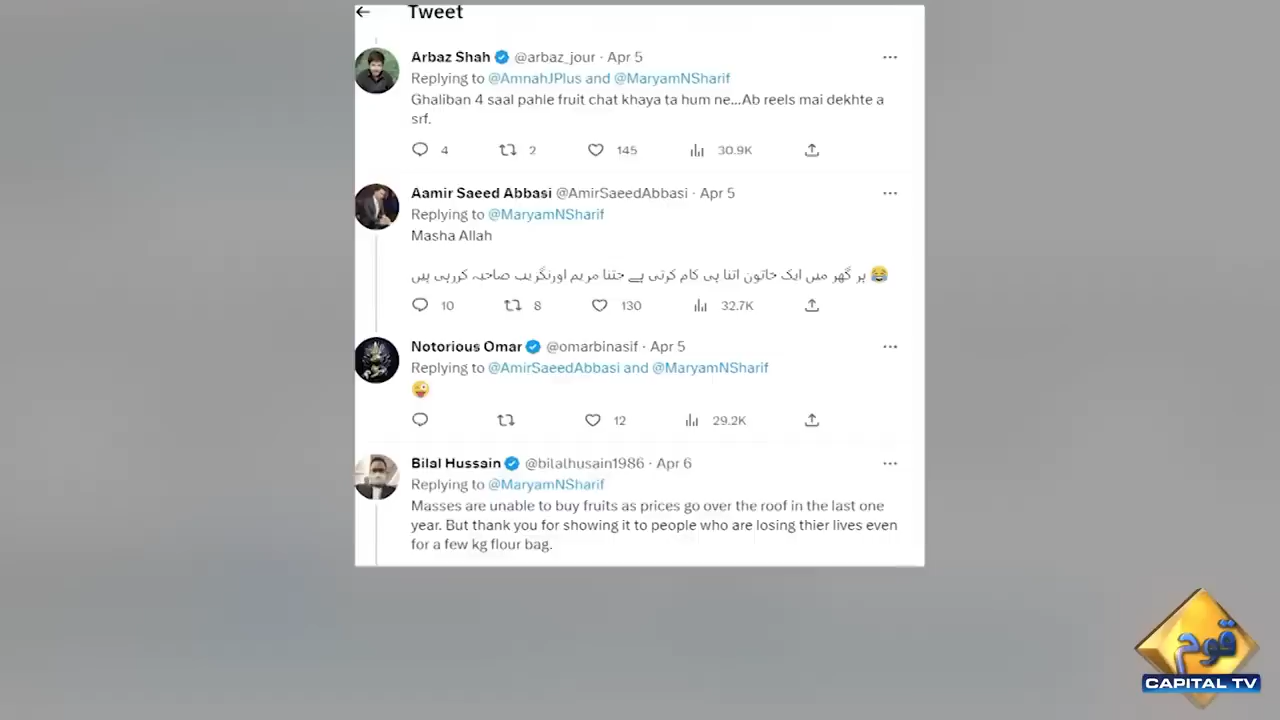 Tweet
Arbaz Shah @arbaz_jour · Apr 5
Replying to @AmnahJPlus and @MaryamNSharif
Ghaliban 4 saal pahle fruit chat khaya ta hum ne...Ab reels mai dekhte a
srf.
4 2 145 30.9K
Aamir Saeed Abbasi @AmirSaeedAbbasi · Apr 5
Replying to @MaryamNSharif
Masha Allah
ہر گھر میں ایک خاتون اتنا ہی کام کرتی ہے جتنا مریم اورنگزیب صاحبہ کررہی ہیں 😂
10 8 130 32.7K
Notorious Omar @omarbinasif · Apr 5
Replying to @AmirSaeedAbbasi and @MaryamNSharif
😜
12 29.2K
Bilal Hussain @bilalhusain1986 · Apr 6
Replying to @MaryamNSharif
Masses are unable to buy fruits as prices go over the roof in the last one
year. But thank you for showing it to people who are losing thier lives even
for a few kg flour bag.
قوم
CAPITAL TV